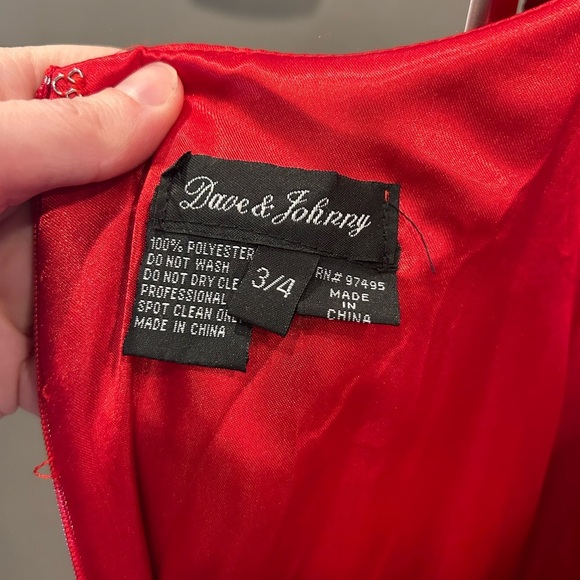 Dave & Johnny
100% POLYESTER
DO NOT WASH
DO NOT DRY CLE
PROFESSIONAL
SPOT CLEAN ONL
MADE IN CHINA
3/4
RN# 97495
MADE
IN
CHINA